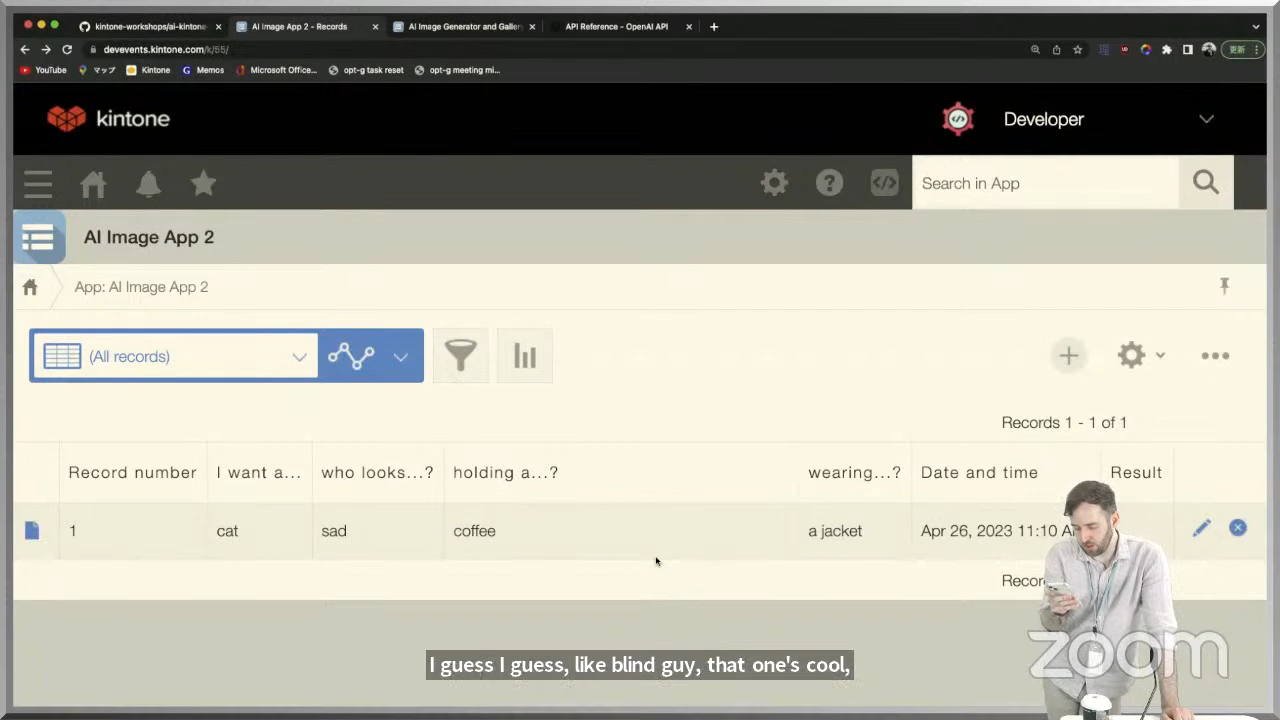 kintone-workshops/ai-kintone
AI Image App 2 - Records
AI Image Generator and Galler
API Reference - OpenAI API
devevents.kintone.com/k/55/
更新
YouTube
マップ
Kintone
Memos
Microsoft Office...
opt-g task reset
opt-g meeting mi...
kintone
Developer
Search in App
AI Image App 2
App: AI Image App 2
(All records)
Records 1 - 1 of 1
Record number I want a... who looks...? holding a...? wearing...? Date and time Result
1 cat sad coffee a jacket Apr 26, 2023 11:10 A
Recor
I guess I guess, like blind guy, that one's cool,
zoom